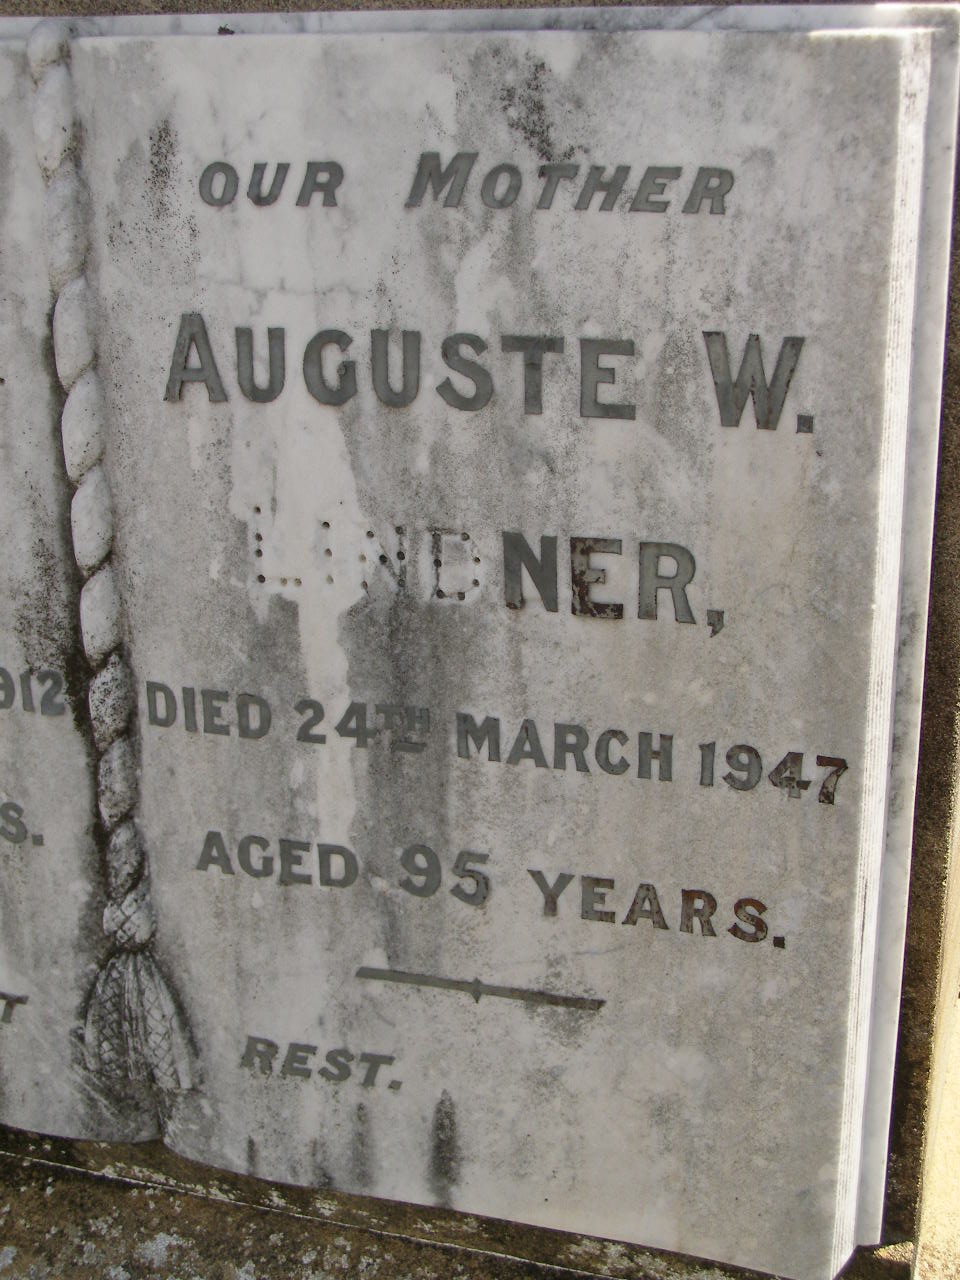 912
S.
T
OUR MOTHER
AUGUSTE W.
LINDNER,
DIED 24TH MARCH 1947
AGED 95 YEARS.
REST.